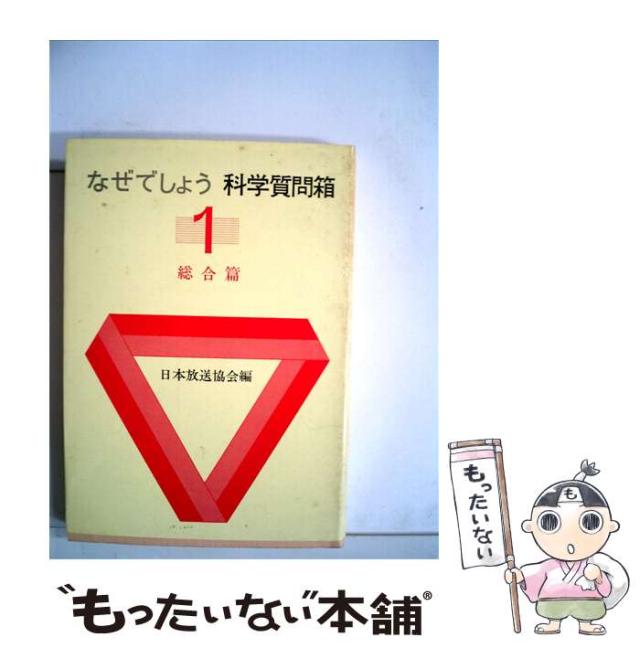 なぜでしょう 科学質問箱
1
総合篇
日本放送協会編
も
もったいない
"もったいない"本舗®